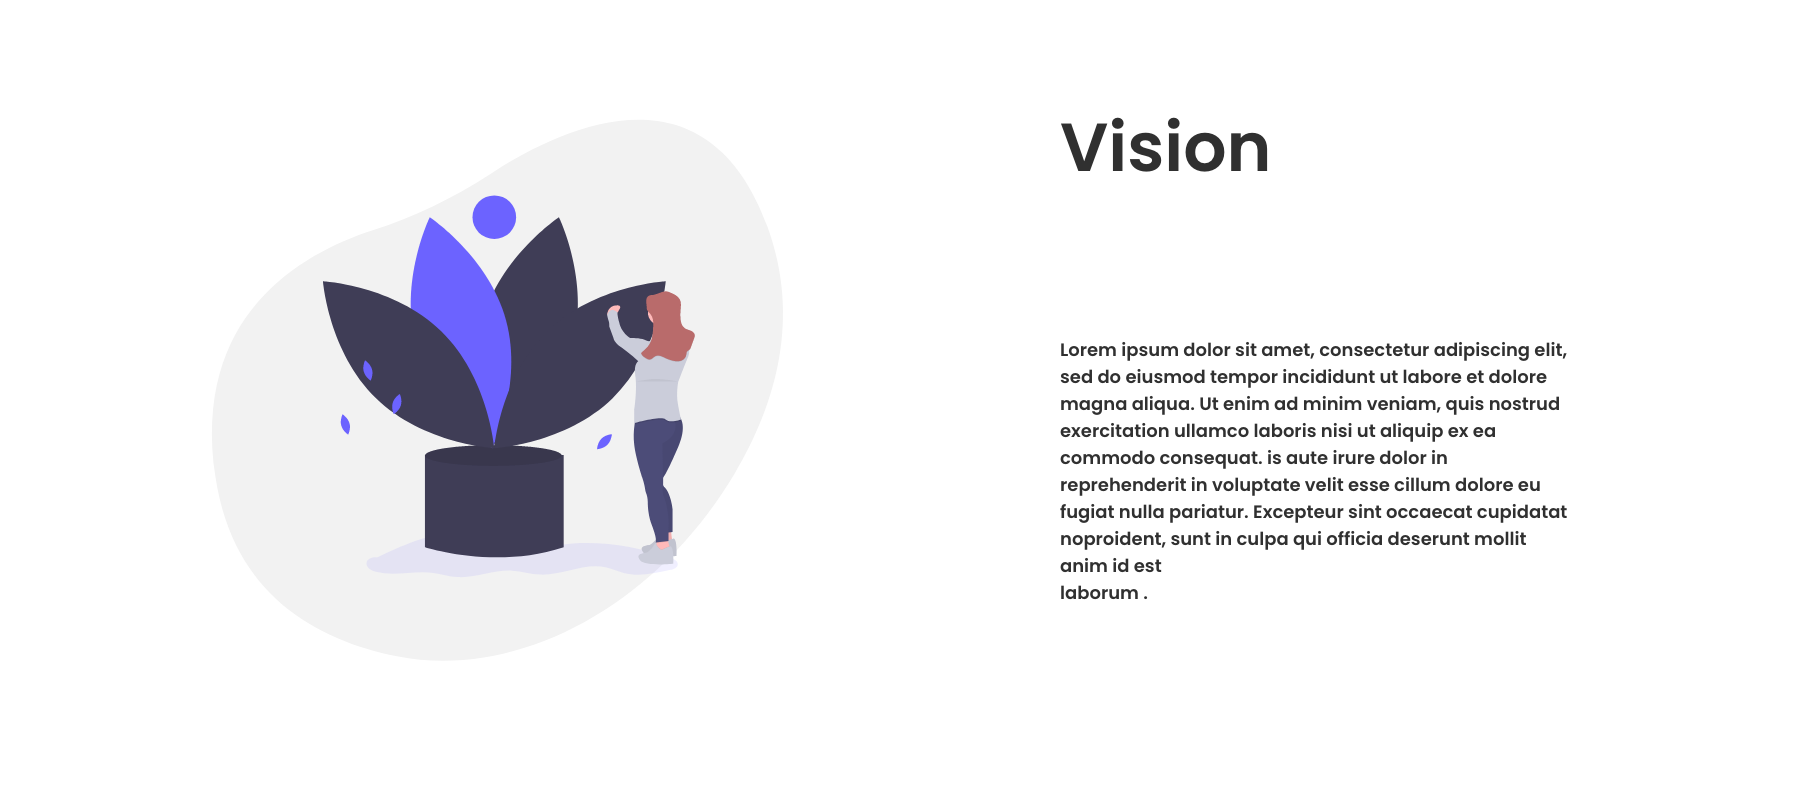 Vision
Lorem ipsum dolor sit amet, consectetur adipiscing elit,
sed do eiusmod tempor incididunt ut labore et dolore
magna aliqua. Ut enim ad minim veniam, quis nostrud
exercitation ullamco laboris nisi ut aliquip ex ea
commodo consequat. is aute irure dolor in
reprehenderit in voluptate velit esse cillum dolore eu
fugiat nulla pariatur. Excepteur sint occaecat cupidatat
noproident, sunt in culpa qui officia deserunt mollit
anim id est
laborum .